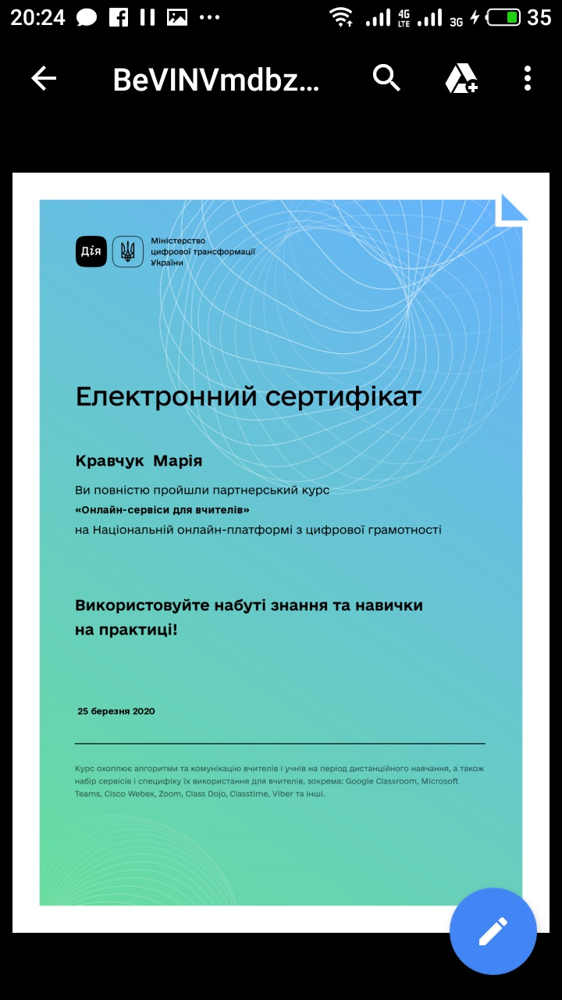 20:24
4G
LTE
3G
35
BeVINVmdbz...
Дія
Міністерство
цифрової трансформації
України
Електронний сертифікат
Кравчук Марія
Ви повністю пройшли партнерський курс
«Онлайн-сервіси для вчителів»
на Національній онлайн-платформі з цифрової грамотності
Використовуйте набуті знання та навички
на практиці!
25 березня 2020
Курс охоплює алгоритми та комунікацію вчителів і учнів на період дистанційного навчання, а також
набір сервісів і специфіку їх використання для вчителів, зокрема: Google Classroom, Microsoft
Teams, Cisco Webex, Zoom, Class Dojo, Classtime, Viber та інші.